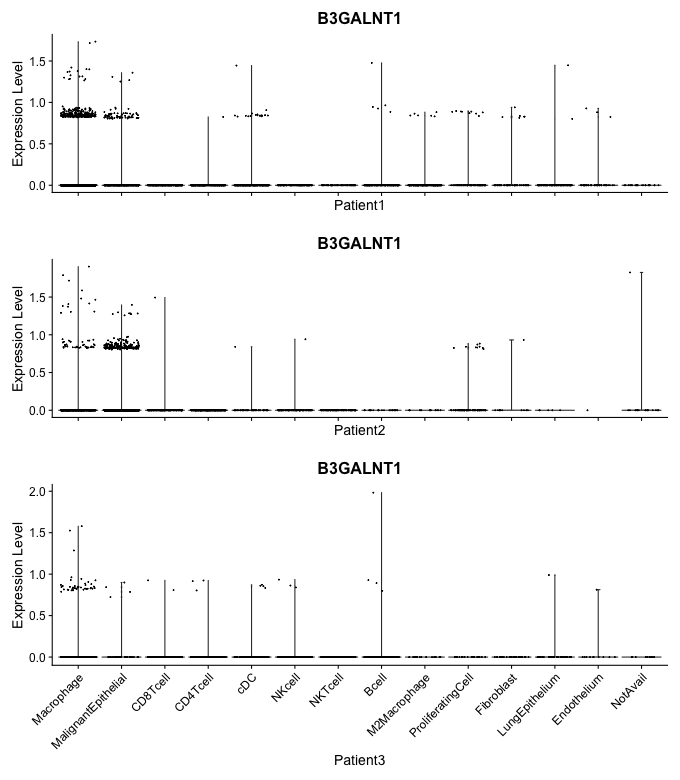 B3GALNT1
Expression Level
1.5
1.0
0.5
0.0
Patient1
B3GALNT1
Expression Level
1.5
1.0
0.5
0.0
Patient2
B3GALNT1
Expression Level
2.0
1.5
1.0
0.5
0.0
Macrophage
MalignantEpithelial
CD8Tcell
CD4Tcell
cDC
NKcell
NKTcell
Bcell
M2Macrophage
ProliferatingCell
Fibroblast
LungEpithelium
Endothelium
NotAvail
Patient3